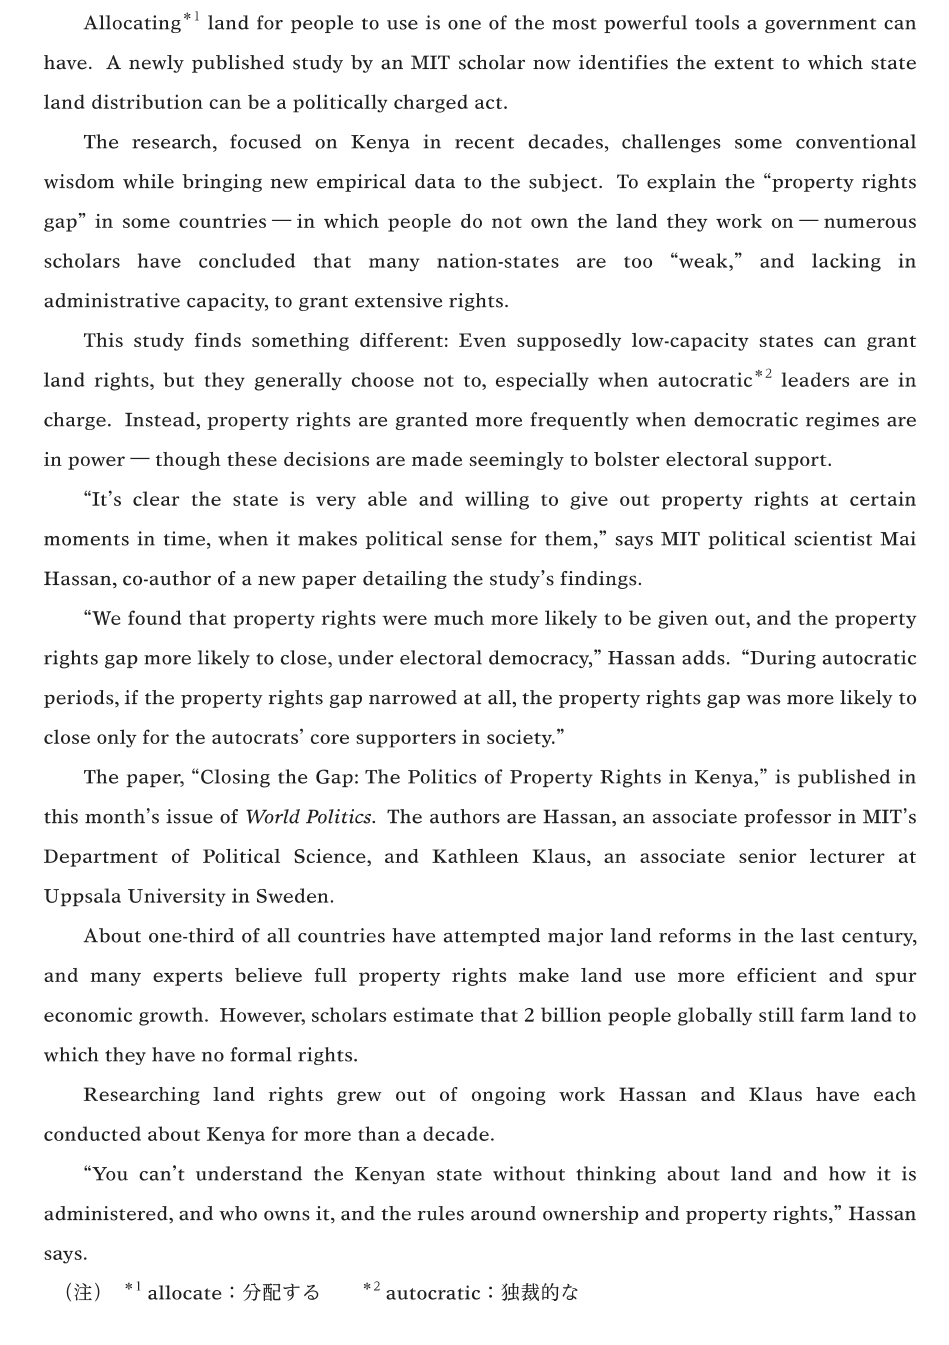 Allocating*1 land for people to use is one of the most powerful tools a government can
have. A newly published study by an MIT scholar now identifies the extent to which state
land distribution can be a politically charged act.
The research, focused on Kenya in recent decades, challenges some conventional
wisdom while bringing new empirical data to the subject. To explain the “property rights
gap” in some countries — in which people do not own the land they work on — numerous
scholars have concluded that many nation-states are too “weak,” and lacking in
administrative capacity, to grant extensive rights.
This study finds something different: Even supposedly low-capacity states can grant
land rights, but they generally choose not to, especially when autocratic*2 leaders are in
charge. Instead, property rights are granted more frequently when democratic regimes are
in power — though these decisions are made seemingly to bolster electoral support.
“It’s clear the state is very able and willing to give out property rights at certain
moments in time, when it makes political sense for them,” says MIT political scientist Mai
Hassan, co-author of a new paper detailing the study’s findings.
“We found that property rights were much more likely to be given out, and the property
rights gap more likely to close, under electoral democracy,” Hassan adds. “During autocratic
periods, if the property rights gap narrowed at all, the property rights gap was more likely to
close only for the autocrats’ core supporters in society.”
The paper, “Closing the Gap: The Politics of Property Rights in Kenya,” is published in
this month’s issue of World Politics. The authors are Hassan, an associate professor in MIT’s
Department of Political Science, and Kathleen Klaus, an associate senior lecturer at
Uppsala University in Sweden.
About one-third of all countries have attempted major land reforms in the last century,
and many experts believe full property rights make land use more efficient and spur
economic growth. However, scholars estimate that 2 billion people globally still farm land to
which they have no formal rights.
Researching land rights grew out of ongoing work Hassan and Klaus have each
conducted about Kenya for more than a decade.
“You can’t understand the Kenyan state without thinking about land and how it is
administered, and who owns it, and the rules around ownership and property rights,” Hassan
says.
（注） *1 allocate：分配する *2 autocratic：独裁的な